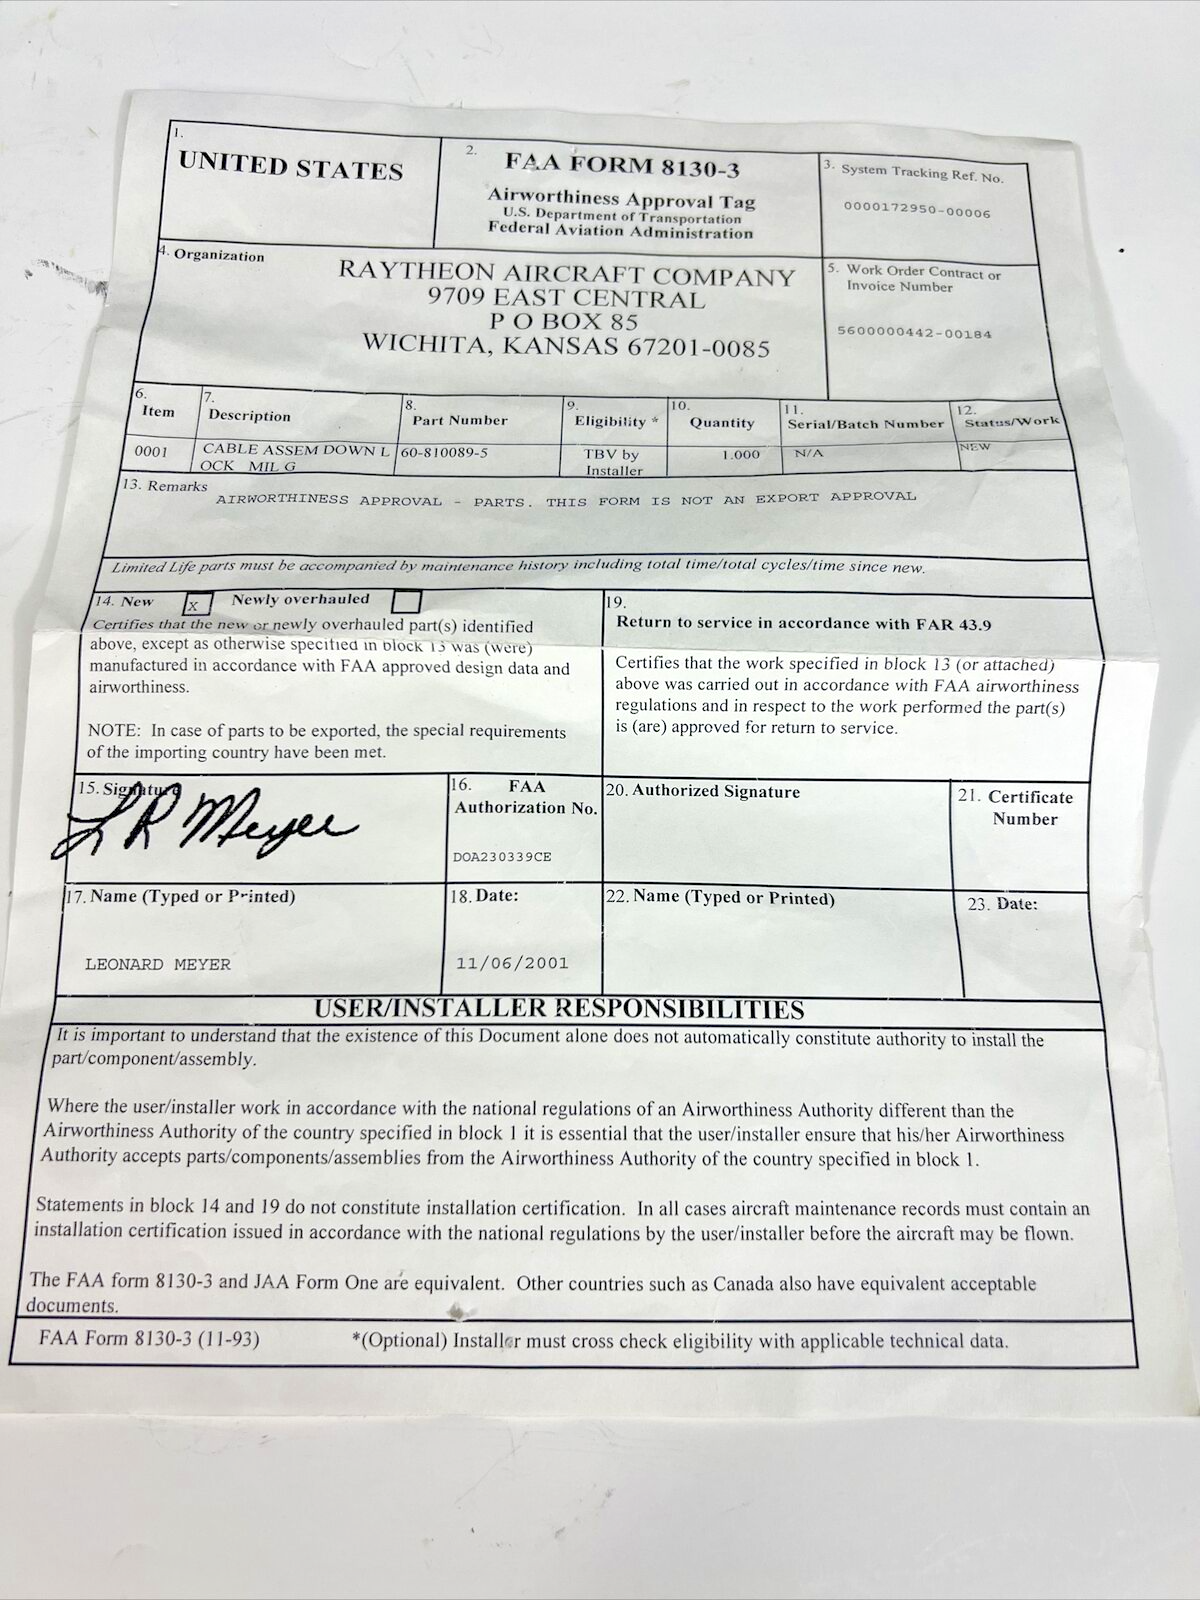 1.
UNITED STATES
2.
FAA FORM 8130-3
Airworthiness Approval Tag
U.S. Department of Transportation
Federal Aviation Administration
3. System Tracking Ref. No.
0000172950-00006
4. Organization
RAYTHEON AIRCRAFT COMPANY
9709 EAST CENTRAL
P O BOX 85
WICHITA, KANSAS 67201-0085
5. Work Order Contract or
Invoice Number
5600000442-00184
6.
Item
7.
Description
8.
Part Number
9.
Eligibility *
10.
Quantity
11.
Serial/Batch Number
12.
Status/Work
0001
CABLE ASSEM DOWN L
OCK MIL G
60-810089-5
TBV by
Installer
1.000
N/A
NEW
13. Remarks
AIRWORTHINESS APPROVAL - PARTS. THIS FORM IS NOT AN EXPORT APPROVAL
Limited Life parts must be accompanied by maintenance history including total time/total cycles/time since new.
14. New x Newly overhauled
Certifies that the new or newly overhauled part(s) identified
above, except as otherwise specified in block 13 was (were)
manufactured in accordance with FAA approved design data and
airworthiness.
NOTE: In case of parts to be exported, the special requirements
of the importing country have been met.
19.
Return to service in accordance with FAR 43.9
Certifies that the work specified in block 13 (or attached)
above was carried out in accordance with FAA airworthiness
regulations and in respect to the work performed the part(s)
is (are) approved for return to service.
15. Signature
L R Meyer
16. FAA
Authorization No.
DOA230339CE
20. Authorized Signature
21. Certificate
Number
17. Name (Typed or Printed)
LEONARD MEYER
18. Date:
11/06/2001
22. Name (Typed or Printed)
23. Date:
USER/INSTALLER RESPONSIBILITIES
It is important to understand that the existence of this Document alone does not automatically constitute authority to install the
part/component/assembly.
Where the user/installer work in accordance with the national regulations of an Airworthiness Authority different than the
Airworthiness Authority of the country specified in block 1 it is essential that the user/installer ensure that his/her Airworthiness
Authority accepts parts/components/assemblies from the Airworthiness Authority of the country specified in block 1.
Statements in block 14 and 19 do not constitute installation certification. In all cases aircraft maintenance records must contain an
installation certification issued in accordance with the national regulations by the user/installer before the aircraft may be flown.
The FAA form 8130-3 and JAA Form One are equivalent. Other countries such as Canada also have equivalent acceptable
documents.
FAA Form 8130-3 (11-93)
*(Optional) Installer must cross check eligibility with applicable technical data.